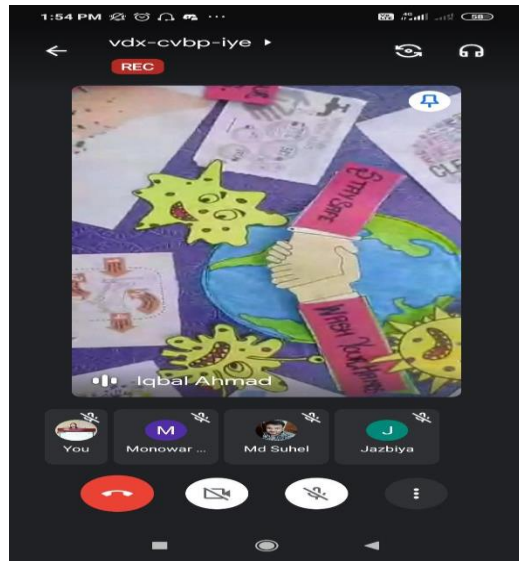 1:54 PM
58
vdx-cvbp-iye
REC
STAY SAFE
WASH YOUR HANDS
Iqbal Ahmad
You
M
Monowar ...
Md Suhel
J
Jazbiya